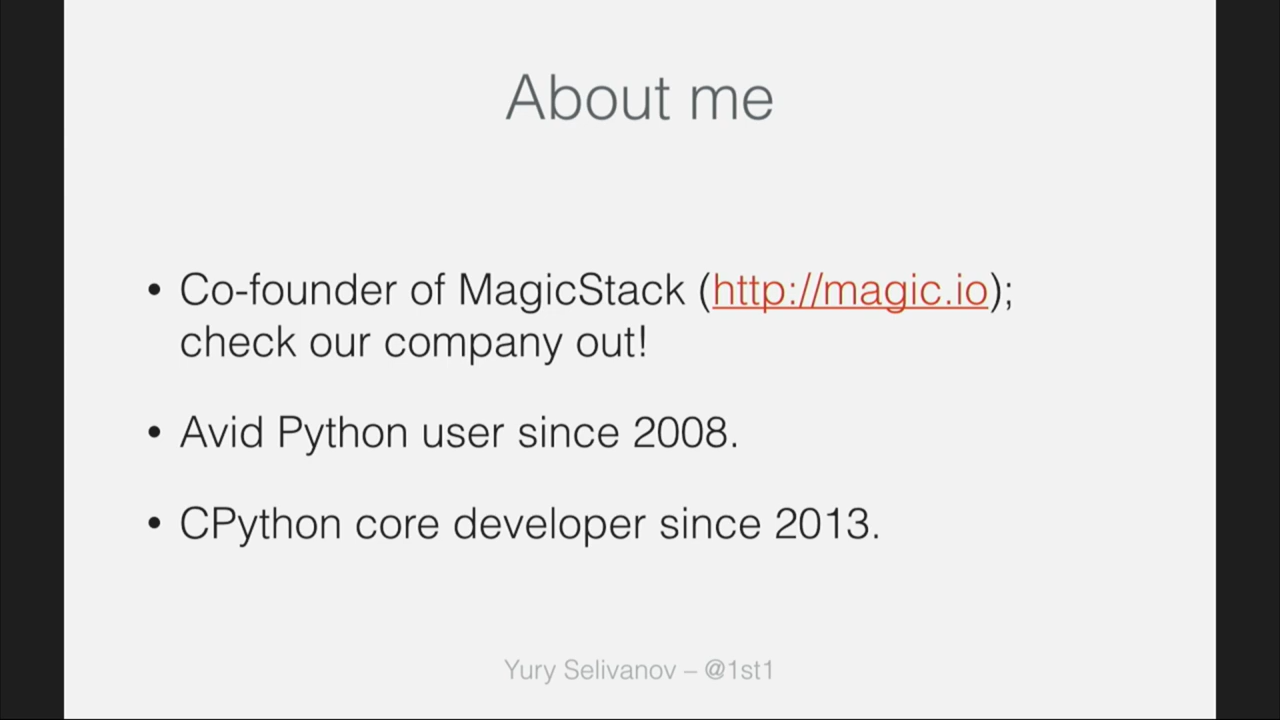 About me
• Co-founder of MagicStack (http://magic.io);
check our company out!
• Avid Python user since 2008.
• CPython core developer since 2013.
Yury Selivanov – @1st1